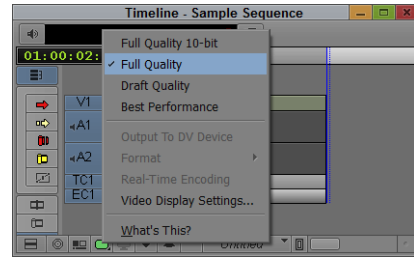 Timeline - Sample Sequence
01:00:02:
Full Quality 10-bit
✓ Full Quality
Draft Quality
Best Performance
Output To DV Device
Format
Real-Time Encoding
Video Display Settings...
What's This?
V1
A1
A2
TC1
EC1
Untitled